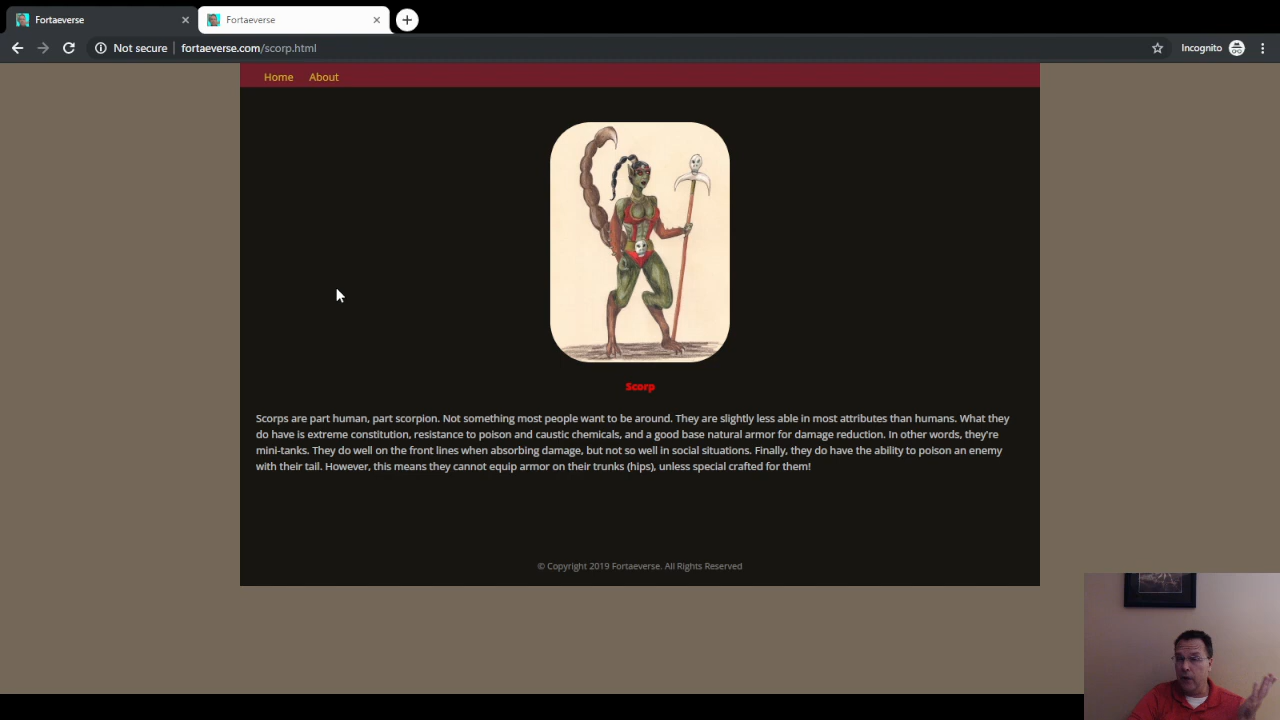 Fortaeverse
Fortaeverse
Not secure
fortaeverse.com/scorp.html
Incognito
Home
About
Scorp
Scorps are part human, part scorpion. Not something most people want to be around. They are slightly less able in most attributes than humans. What they
do have is extreme constitution, resistance to poison and caustic chemicals, and a good base natural armor for damage reduction. In other words, they're
mini-tanks. They do well on the front lines when absorbing damage, but not so well in social situations. Finally, they do have the ability to poison an enemy
with their tail. However, this means they cannot equip armor on their trunks (hips), unless special crafted for them!
© Copyright 2019 Fortaeverse. All Rights Reserved